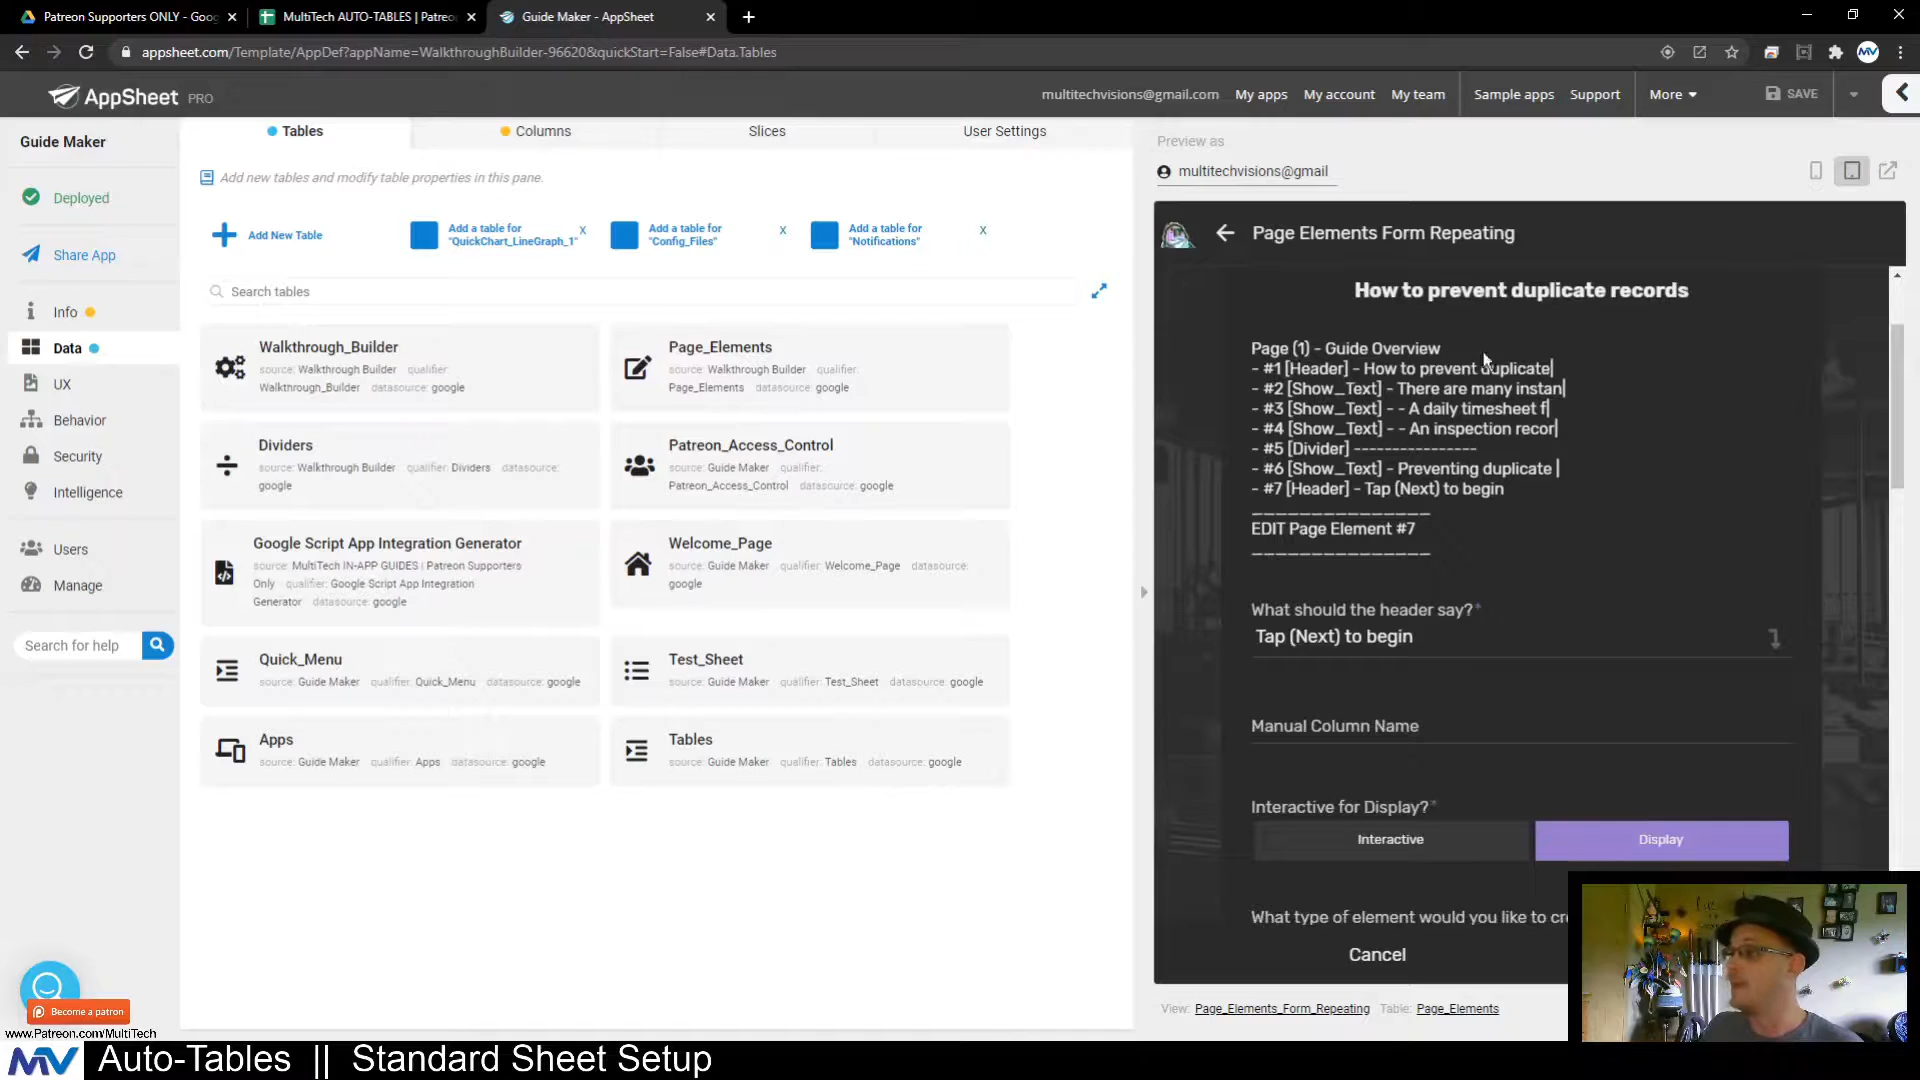 Patreon Supporters ONLY - Goo
MultiTech AUTO-TABLES | Patreo
Guide Maker - AppSheet
appsheet.com/Template/AppDef?appName=WalkthroughBuilder-96620&quickStart=False#Data.Tables
MV
AppSheet PRO
multitechvisions@gmail.com My apps My account My team Sample apps Support More SAVE
Guide Maker
Deployed
Share App
Info
Data
UX
Behavior
Security
Intelligence
Users
Manage
Search for help
Become a patron
www.Patreon.com/MultiTech
Tables Columns Slices User Settings
Add new tables and modify table properties in this pane.
Add New Table
Add a table for
"QuickChart_LineGraph_1"
X
Add a table for
"Config_Files"
X
Add a table for
"Notifications"
X
Search tables
Walkthrough_Builder
source: Walkthrough Builder qualifier:
Walkthrough_Builder datasource: google
Page_Elements
source: Walkthrough Builder qualifier:
Page_Elements datasource: google
Dividers
source: Walkthrough Builder qualifier: Dividers datasource:
google
Patreon_Access_Control
source: Guide Maker qualifier:
Patreon_Access_Control datasource: google
Google Script App Integration Generator
source: MultiTech IN-APP GUIDES | Patreon Supporters
Only qualifier: Google Script App Integration
Generator datasource: google
Welcome_Page
source: Guide Maker qualifier: Welcome_Page datasource:
google
Quick_Menu
source: Guide Maker qualifier: Quick_Menu datasource: google
Test_Sheet
source: Guide Maker qualifier: Test_Sheet datasource: google
Apps
source: Guide Maker qualifier: Apps datasource: google
Tables
source: Guide Maker qualifier: Tables datasource: google
Preview as
multitechvisions@gmail
Page Elements Form Repeating
How to prevent duplicate records
Page (1) - Guide Overview
- #1 [Header] - How to prevent duplicate|
- #2 [Show_Text] - There are many instan|
- #3 [Show_Text] - - A daily timesheet f|
- #4 [Show_Text] - - An inspection recor|
- #5 [Divider] ----------------
- #6 [Show_Text] - Preventing duplicate |
- #7 [Header] - Tap (Next) to begin
_______________
EDIT Page Element #7
_______________
What should the header say?*
Tap (Next) to begin
Manual Column Name
Interactive for Display?*
Interactive Display
What type of element would you like to cr
Cancel
View: Page_Elements_Form_Repeating Table: Page_Elements
MV Auto-Tables || Standard Sheet Setup